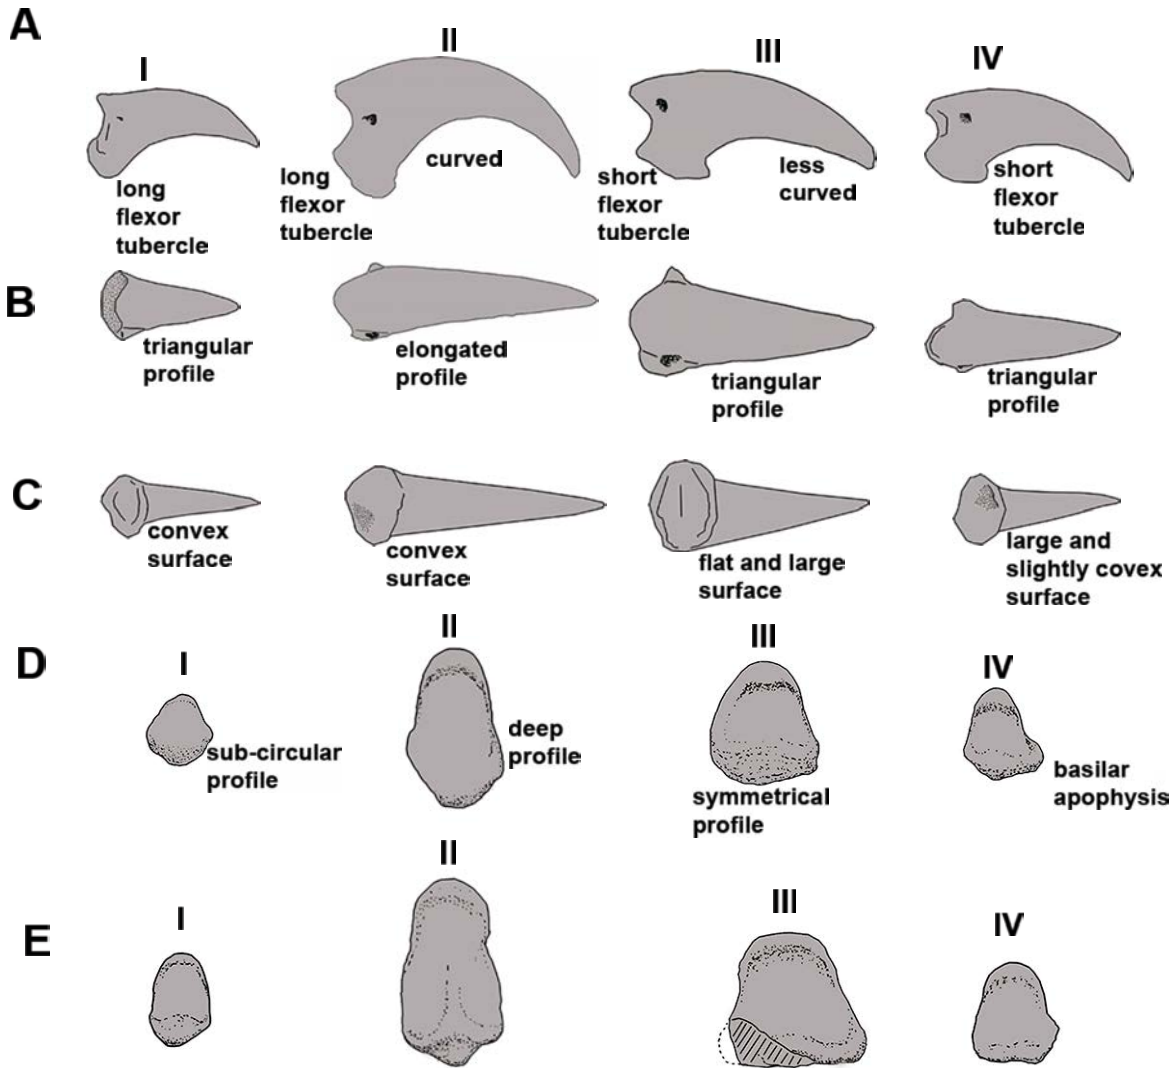 A
I
II
III
IV
long
flexor
tubercle
long
flexor
tubercle
curved
short
flexor
tubercle
less
curved
short
flexor
tubercle
B
triangular
profile
elongated
profile
triangular
profile
triangular
profile
C
convex
surface
convex
surface
flat and large
surface
large and
slightly covex
surface
D
I
II
III
IV
sub-circular
profile
deep
profile
symmetrical
profile
basilar
apophysis
E
I
II
III
IV